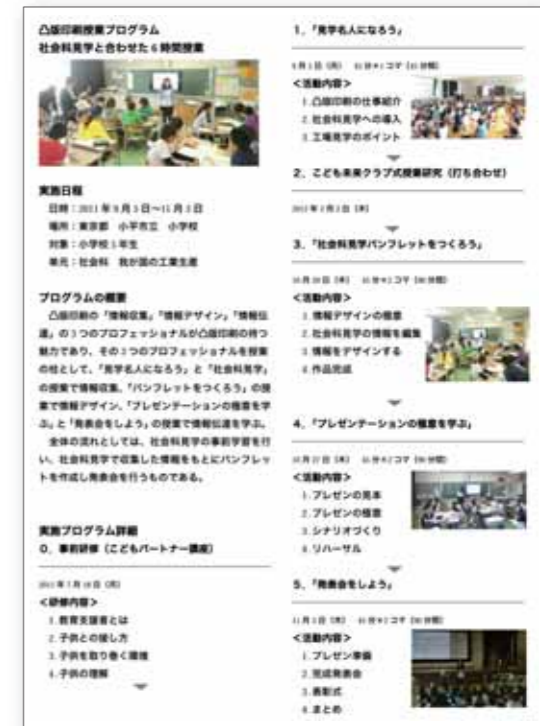 凸版印刷授業プログラム
社会科見学と合わせた6時間授業
実施日程
日時：2011年9月5日～11月1日
場所：東京都 小平市立 小学校
対象：小学校5年生
単元：社会科 我が国の工業生産
プログラムの概要
凸版印刷の「情報収集」「情報デザイン」「情報伝
達」の3つのプロフェッショナルが凸版印刷の持つ
魅力であり、その3つのプロフェッショナルを授業
の柱として、「見学名人になろう」と「社会科見学」
の授業で情報収集、「パンフレットをつくろう」の授
業で情報デザイン、「プレゼンテーションの極意を学
ぶ」と「発表会をしよう」の授業で情報伝達を学ぶ。
全体の流れとしては、社会科見学の事前学習を行
い、社会科見学で収集した情報をもとにパンフレッ
トを作成し発表会を行うものである。
実施プログラム詳細
0、事前研修（こどもパートナー講座）
＜研修内容＞
1.教育支援者とは
2.子供との接し方
3.子供を取り巻く環境
4.子供の理解
1、「見学名人になろう」
＜活動内容＞
1.凸版印刷の仕事紹介
2.社会科見学への導入
3.工場見学のポイント
2、こども未来クラブ式授業研究（打ち合わせ）
3、「社会科見学パンフレットをつくろう」
＜活動内容＞
1.情報デザインの極意
2.社会科見学の情報を編集
3.情報をデザインする
4.作品完成
4、「プレゼンテーションの極意を学ぶ」
＜活動内容＞
1.プレゼンの見本
2.プレゼンの極意
3.シナリオづくり
4.リハーサル
5、「発表会をしよう」
＜活動内容＞
1.プレゼン準備
2.完成発表会
3.表彰式
4.まとめ